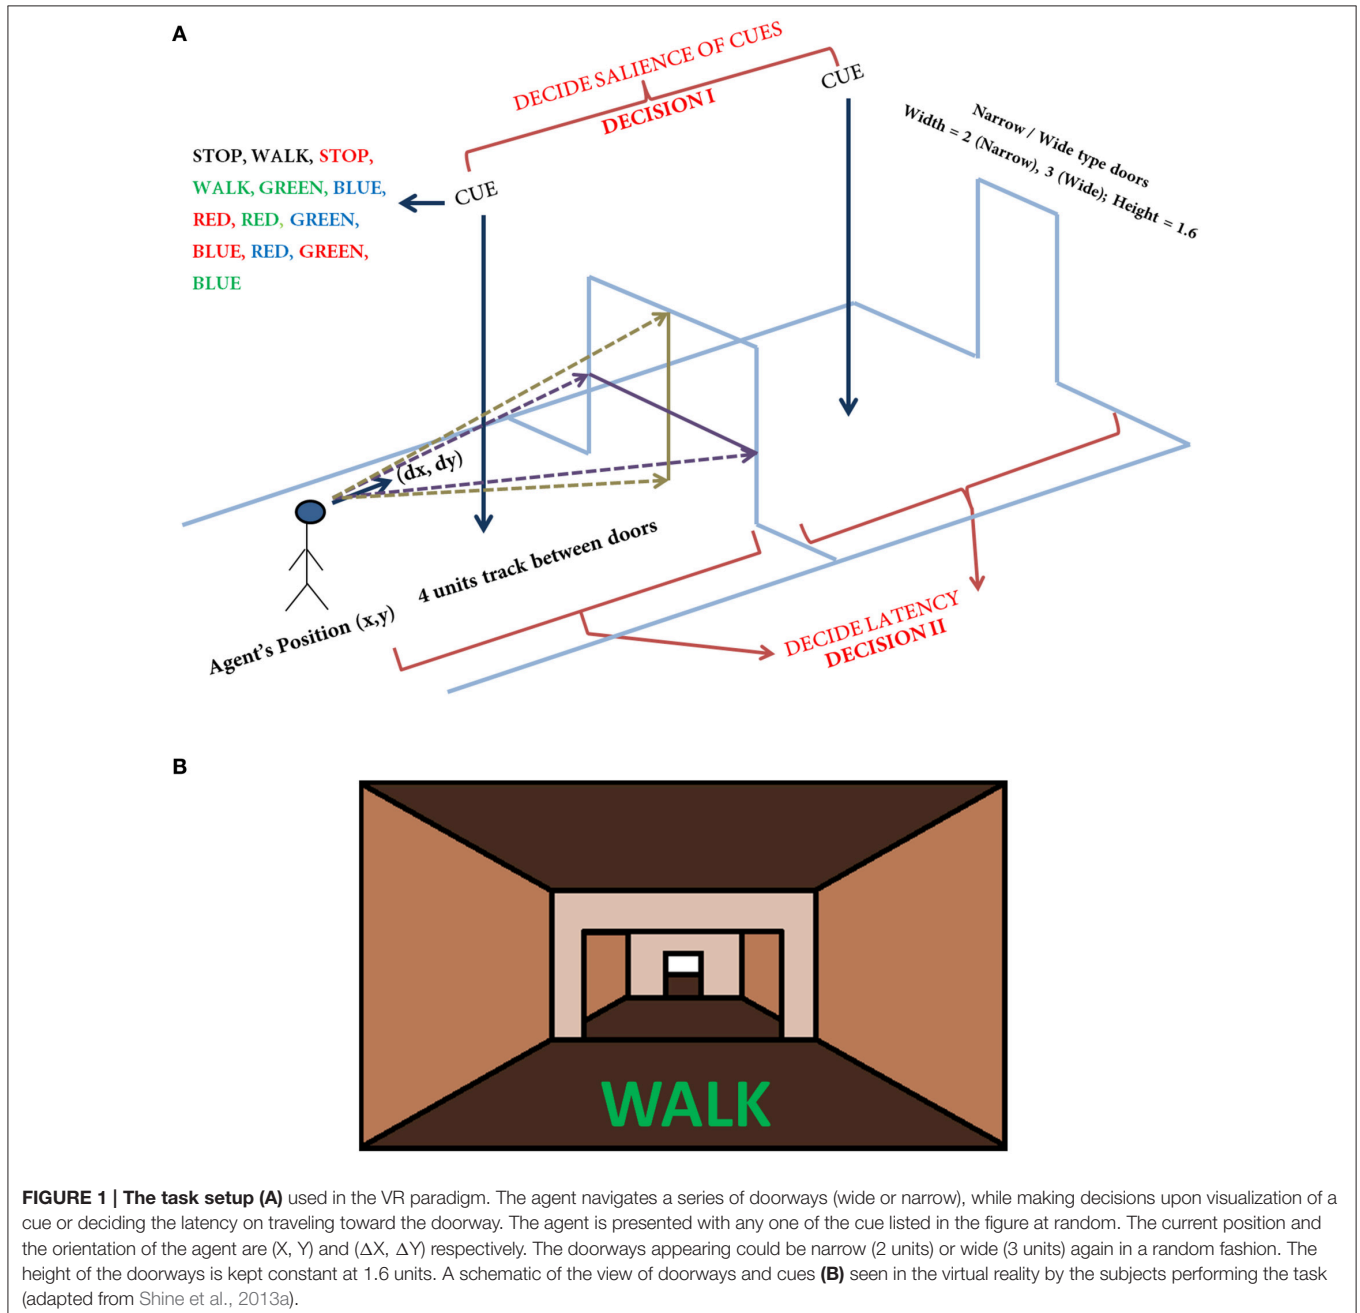 A
DECIDE SALIENCE OF CUES
DECISION I
CUE
Narrow / Wide type doors
Width = 2 (Narrow), 3 (Wide); Height = 1.6
STOP, WALK, STOP,
WALK, GREEN, BLUE,
RED, RED, GREEN,
BLUE, RED, GREEN,
BLUE
CUE
(dx, dy)
4 units track between doors
Agent's Position (x,y)
DECIDE LATENCY
DECISION II
B
WALK
FIGURE 1 | The task setup (A) used in the VR paradigm. The agent navigates a series of doorways (wide or narrow), while making decisions upon visualization of a
cue or deciding the latency on traveling toward the doorway. The agent is presented with any one of the cue listed in the figure at random. The current position and
the orientation of the agent are (X, Y) and (ΔX, ΔY) respectively. The doorways appearing could be narrow (2 units) or wide (3 units) again in a random fashion. The
height of the doorways is kept constant at 1.6 units. A schematic of the view of doorways and cues (B) seen in the virtual reality by the subjects performing the task
(adapted from Shine et al., 2013a).